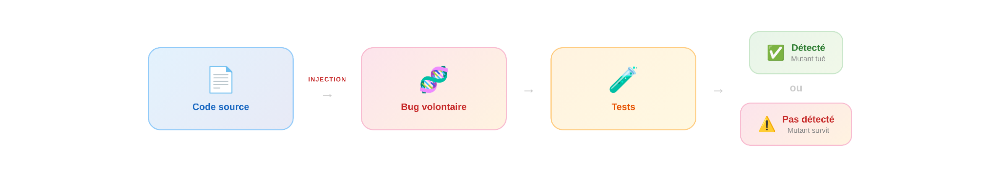 Code source
INJECTION
→
Bug volontaire
→
Tests
→
Détecté
Mutant tué
ou
Pas détecté
Mutant survit